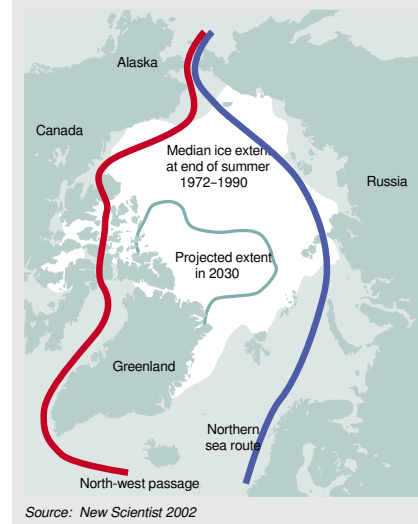 Alaska
Canada
Median ice extent
at end of summer
1972–1990
Russia
Projected extent
in 2030
Greenland
Northern
sea route
North-west passage
Source: New Scientist 2002